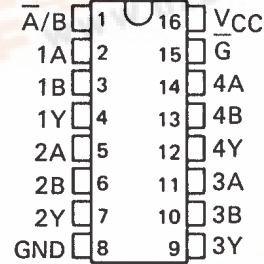 A̅/B 1 16 VCC
1A 2 15 G̅
1B 3 14 4A
1Y 4 13 4B
2A 5 12 4Y
2B 6 11 3A
2Y 7 10 3B
GND 8 9 3Y